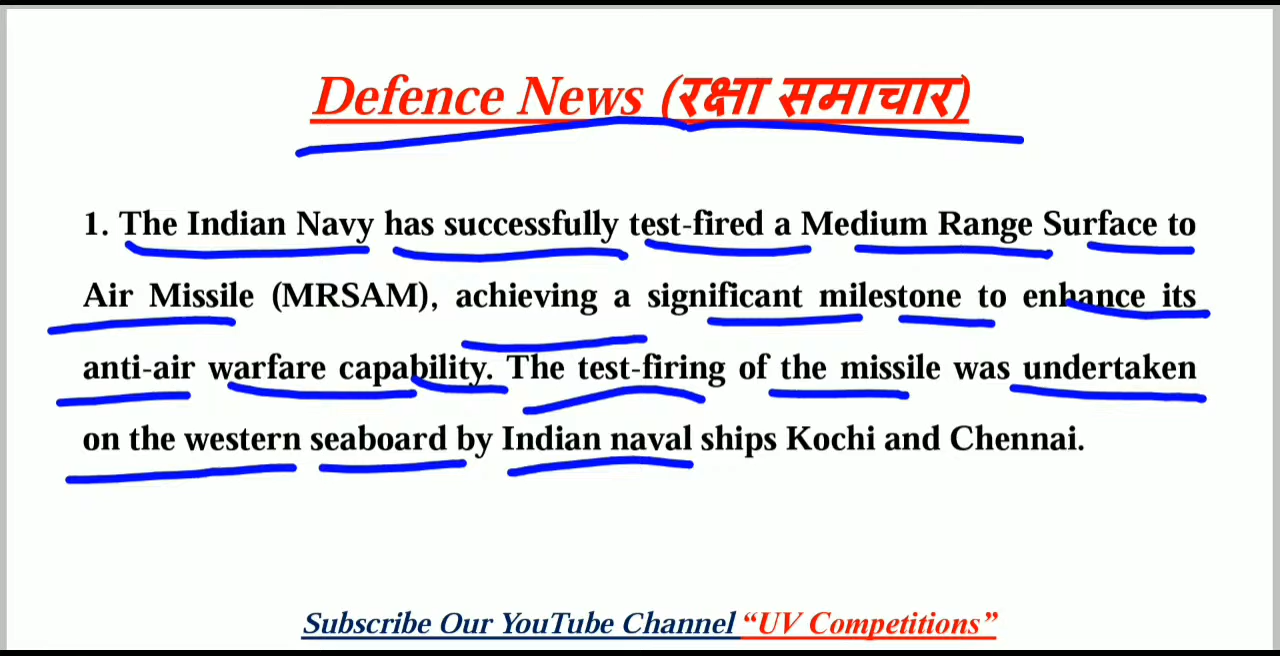 Defence News (रक्षा समाचार)
1. The Indian Navy has successfully test-fired a Medium Range Surface to
Air Missile (MRSAM), achieving a significant milestone to enhance its
anti-air warfare capability. The test-firing of the missile was undertaken
on the western seaboard by Indian naval ships Kochi and Chennai.
Subscribe Our YouTube Channel “UV Competitions”